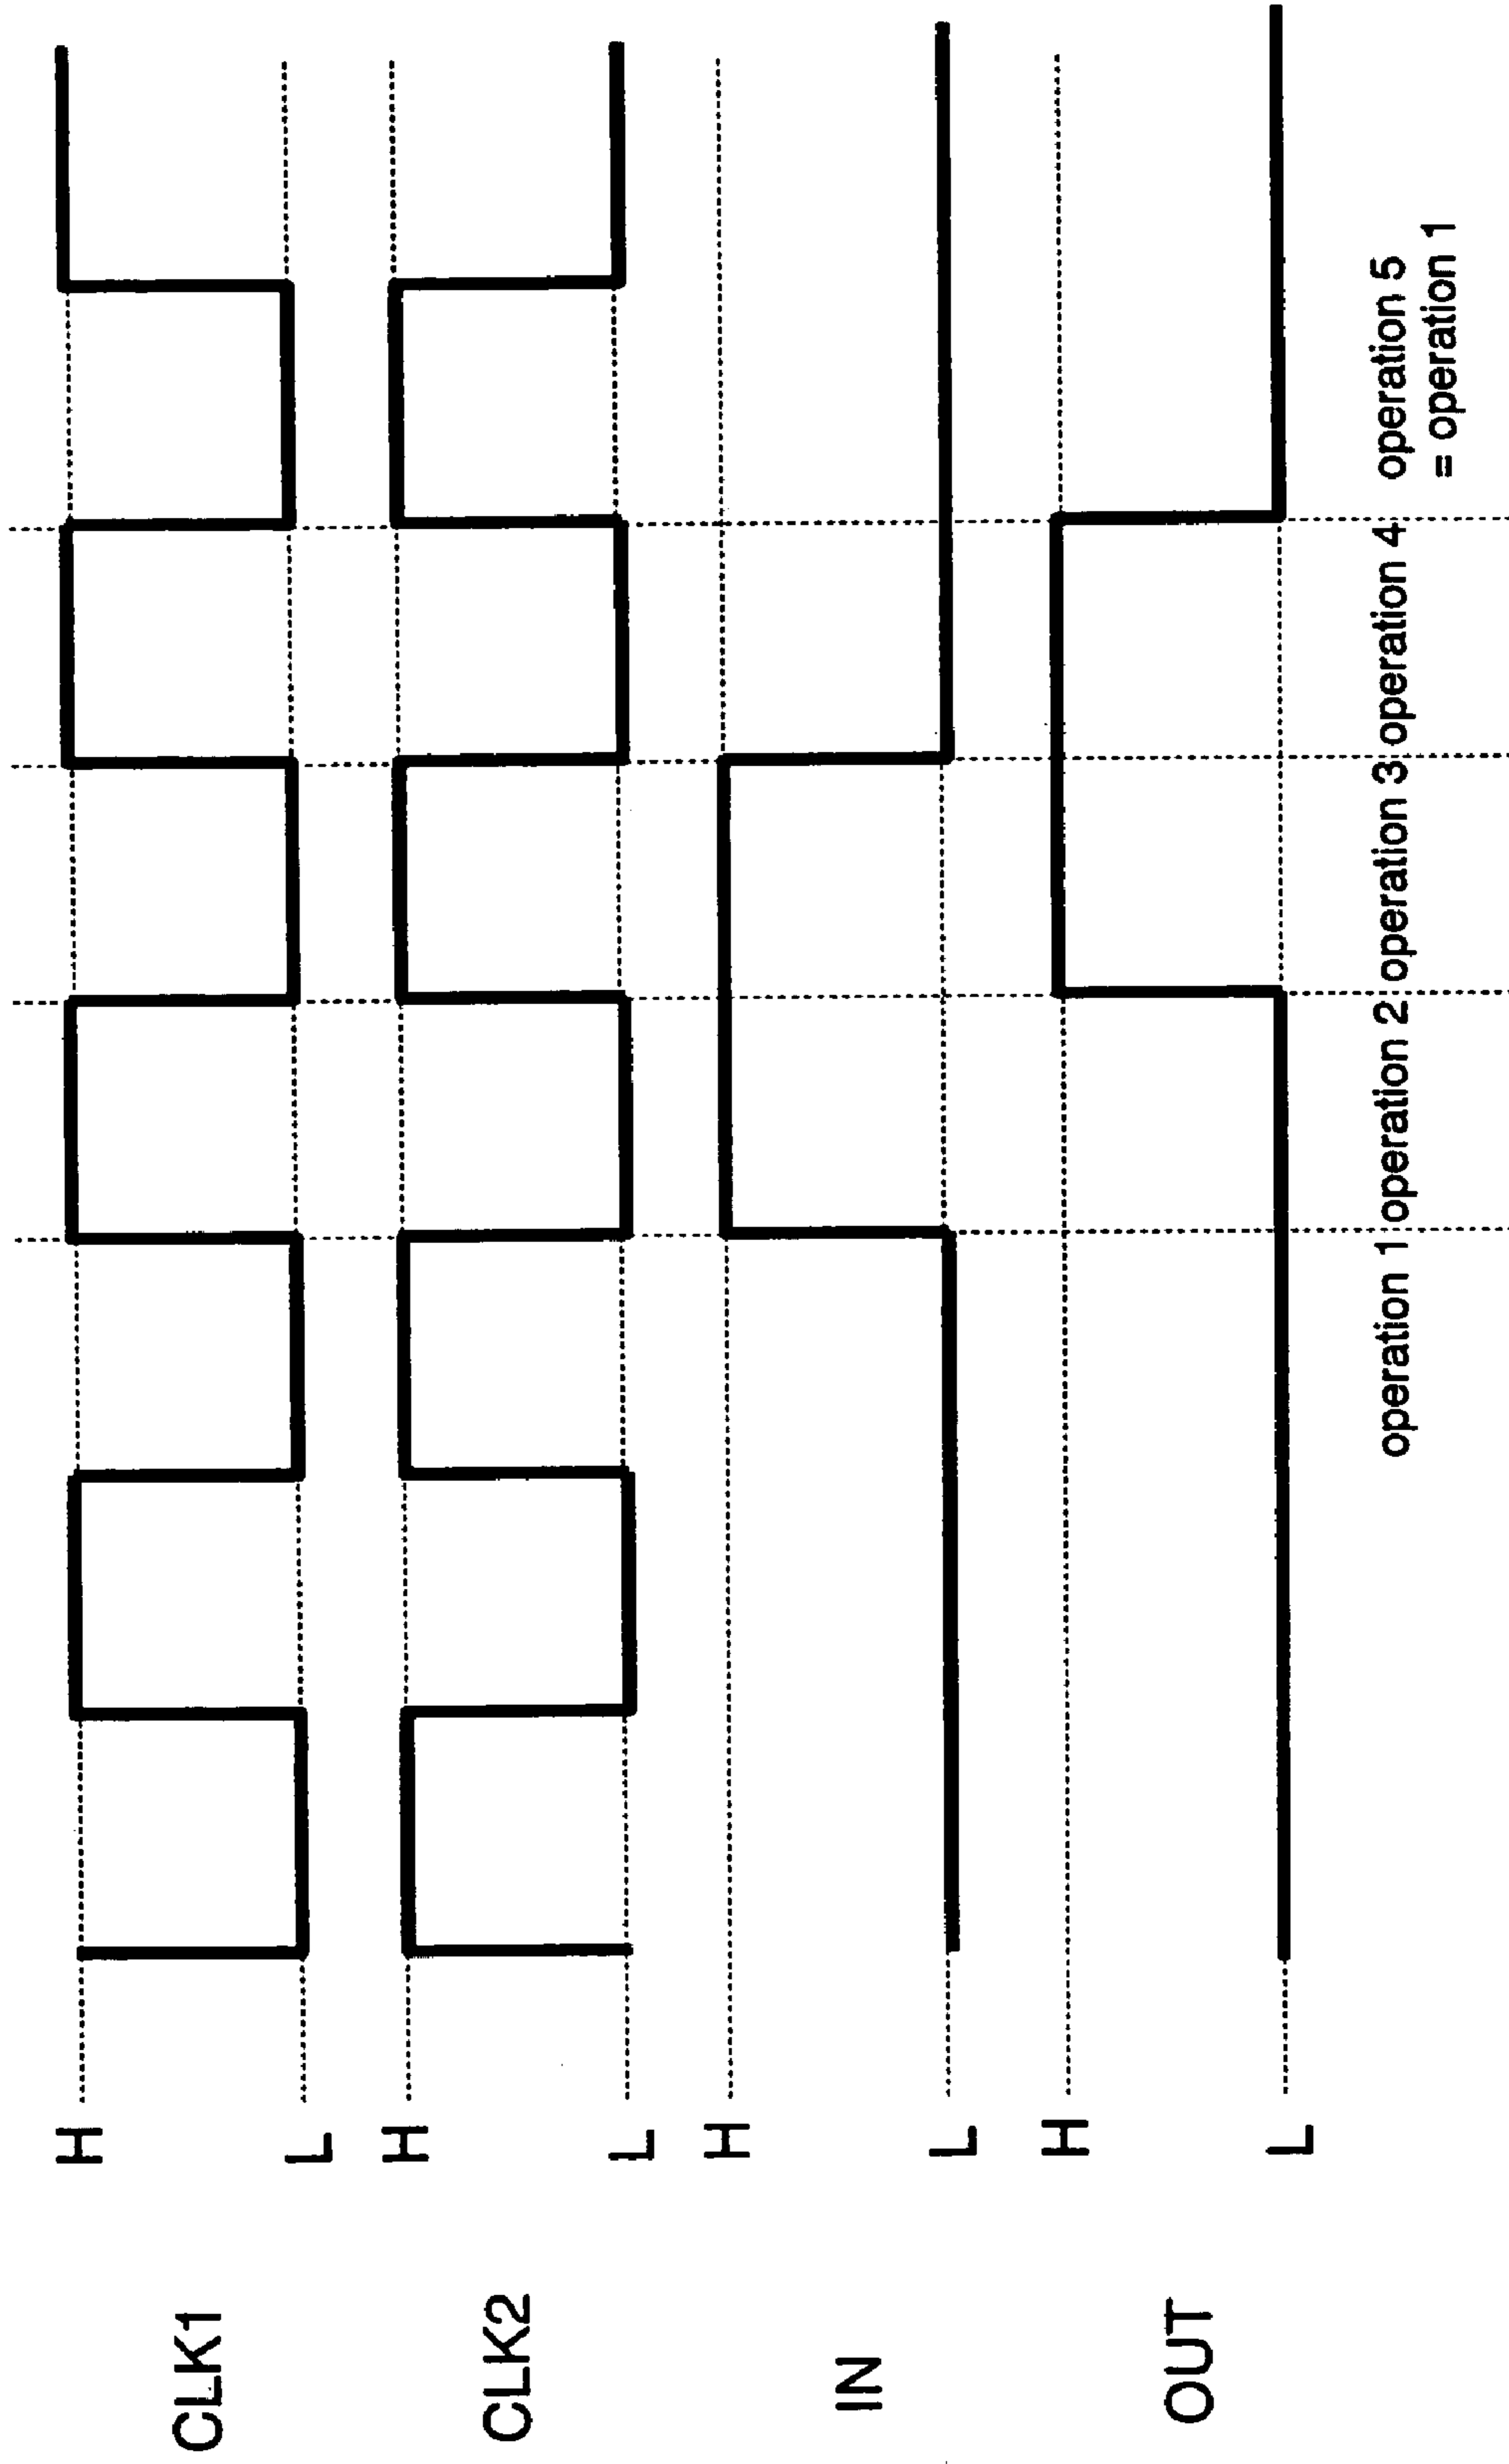 CLK1
H
L
CLK2
H
L
IN
H
L
OUT
H
L
operation 1 operation 2 operation 3 operation 4 operation 5
= operation 1